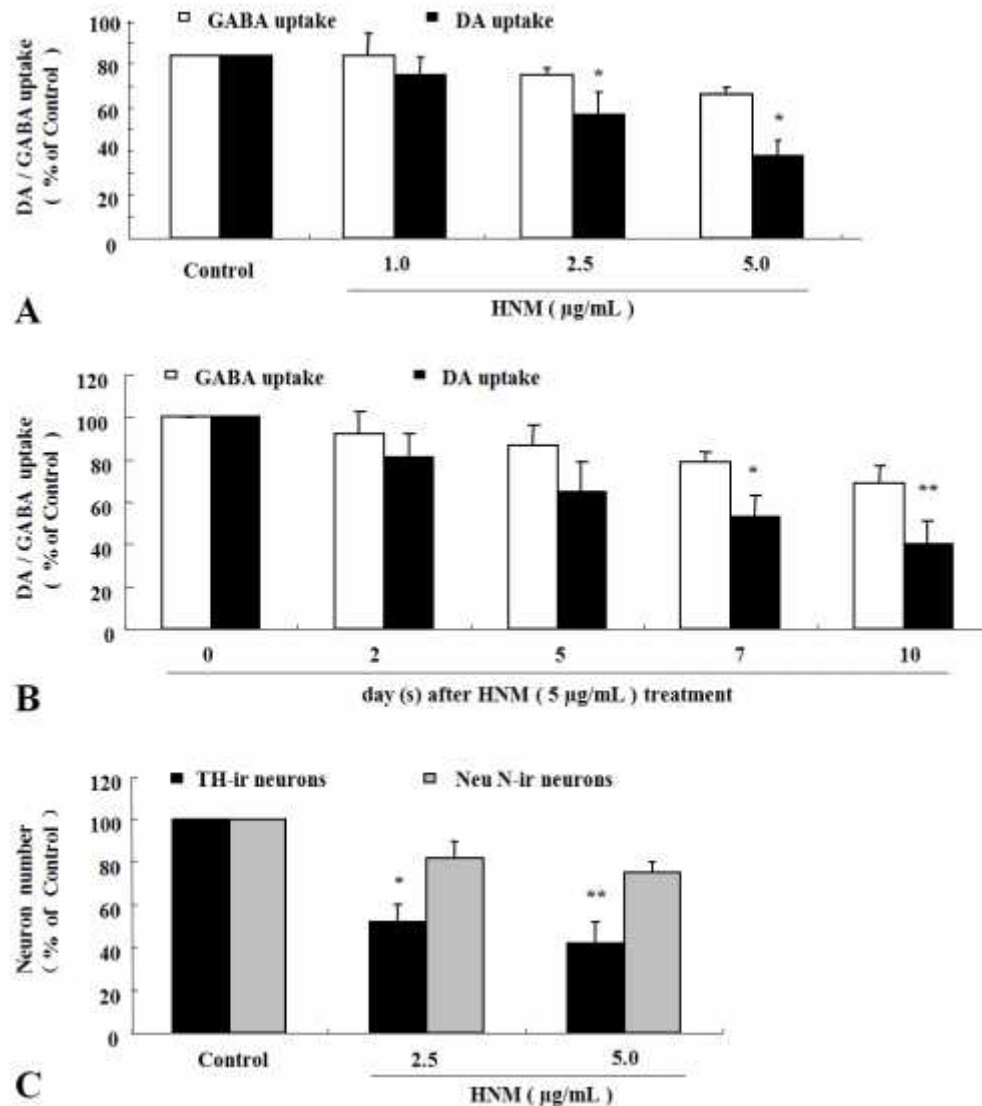 GABA uptake DA uptake
DA / GABA uptake
( % of Control )
100
80
60
40
20
0
* *
Control 1.0 2.5 5.0
HNM ( µg/mL )
A
GABA uptake DA uptake
DA / GABA uptake
( % of Control )
120
100
80
60
40
20
0
* **
0 2 5 7 10
day (s) after HNM ( 5 µg/mL ) treatment
B
TH-ir neurons Neu N-ir neurons
Neuron number
( % of Control )
120
100
80
60
40
20
0
* **
Control 2.5 5.0
HNM ( µg/mL )
C